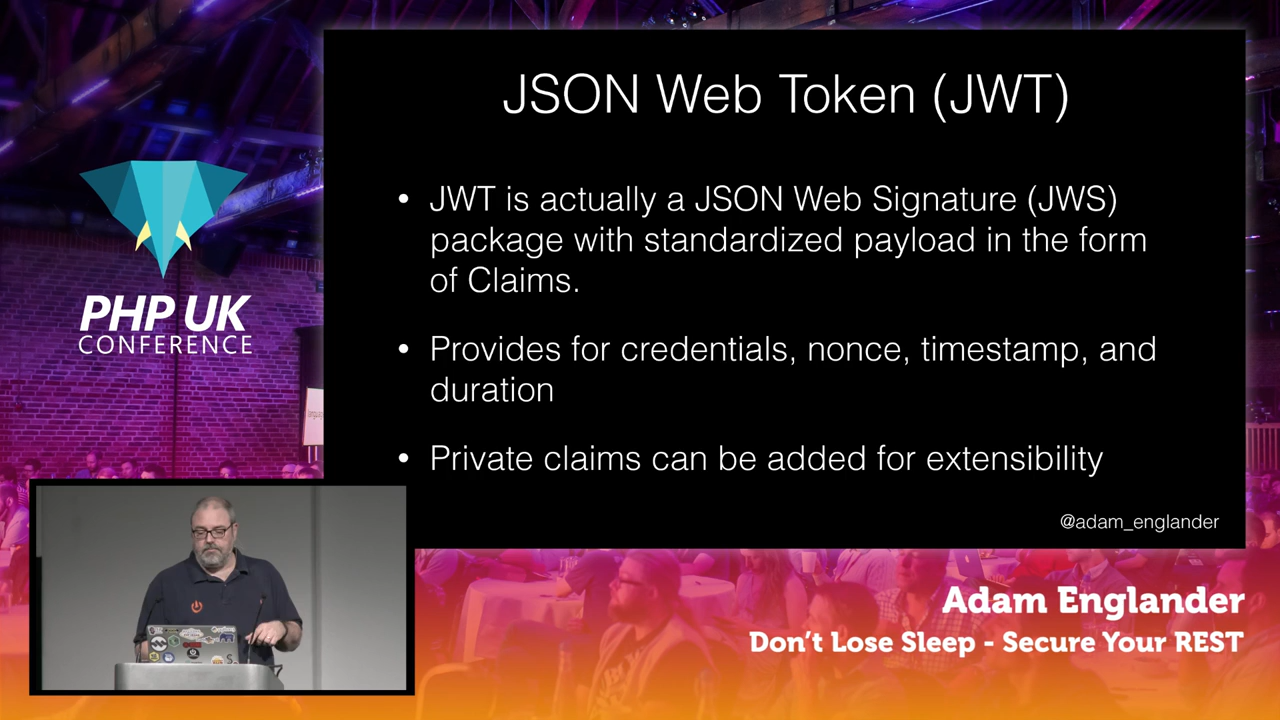 JSON Web Token (JWT)
• JWT is actually a JSON Web Signature (JWS)
package with standardized payload in the form
of Claims.
• Provides for credentials, nonce, timestamp, and
duration
• Private claims can be added for extensibility
@adam_englander
PHP UK
CONFERENCE
Adam Englander
Don't Lose Sleep - Secure Your REST